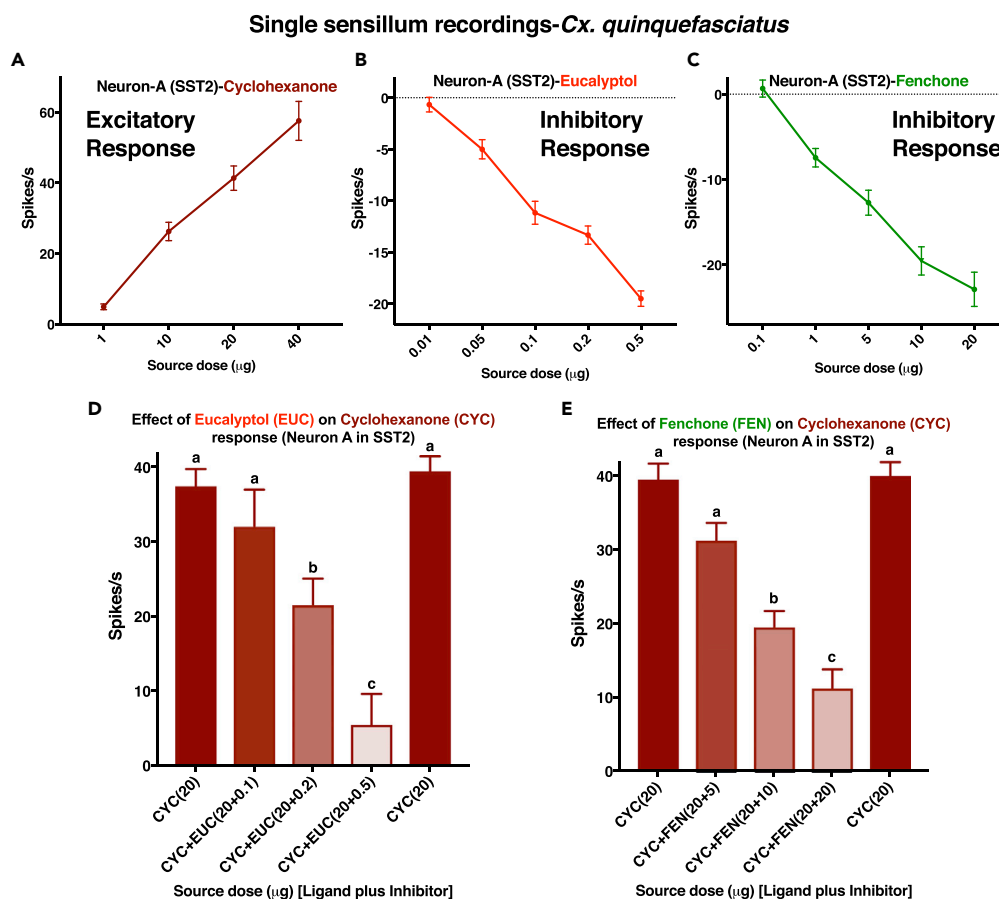 Single sensillum recordings-Cx. quinquefasciatus
A
Neuron-A (SST2)-Cyclohexanone
Excitatory
Response
Spikes/s
60
40
20
0
1
10
20
40
Source dose (μg)
B
Neuron-A (SST2)-Eucalyptol
Inhibitory
Response
Spikes/s
0
-5
-10
-15
-20
0.01
0.05
0.1
0.2
0.5
Source dose (μg)
C
Neuron-A (SST2)-Fenchone
Inhibitory
Response
Spikes/s
0
-10
-20
0.1
1
5
10
20
Source dose (μg)
D
Effect of Eucalyptol (EUC) on Cyclohexanone (CYC)
response (Neuron A in SST2)
Spikes/s
40
30
20
10
0
a
a
b
c
a
CYC(20)
CYC+EUC(20+0.1)
CYC+EUC(20+0.2)
CYC+EUC(20+0.5)
CYC(20)
Source dose (μg) [Ligand plus Inhibitor]
E
Effect of Fenchone (FEN) on Cyclohexanone (CYC)
response (Neuron A in SST2)
Spikes/s
40
30
20
10
0
a
a
b
c
a
CYC(20)
CYC+FEN(20+5)
CYC+FEN(20+10)
CYC+FEN(20+20)
CYC(20)
Source dose (μg) [Ligand plus Inhibitor]